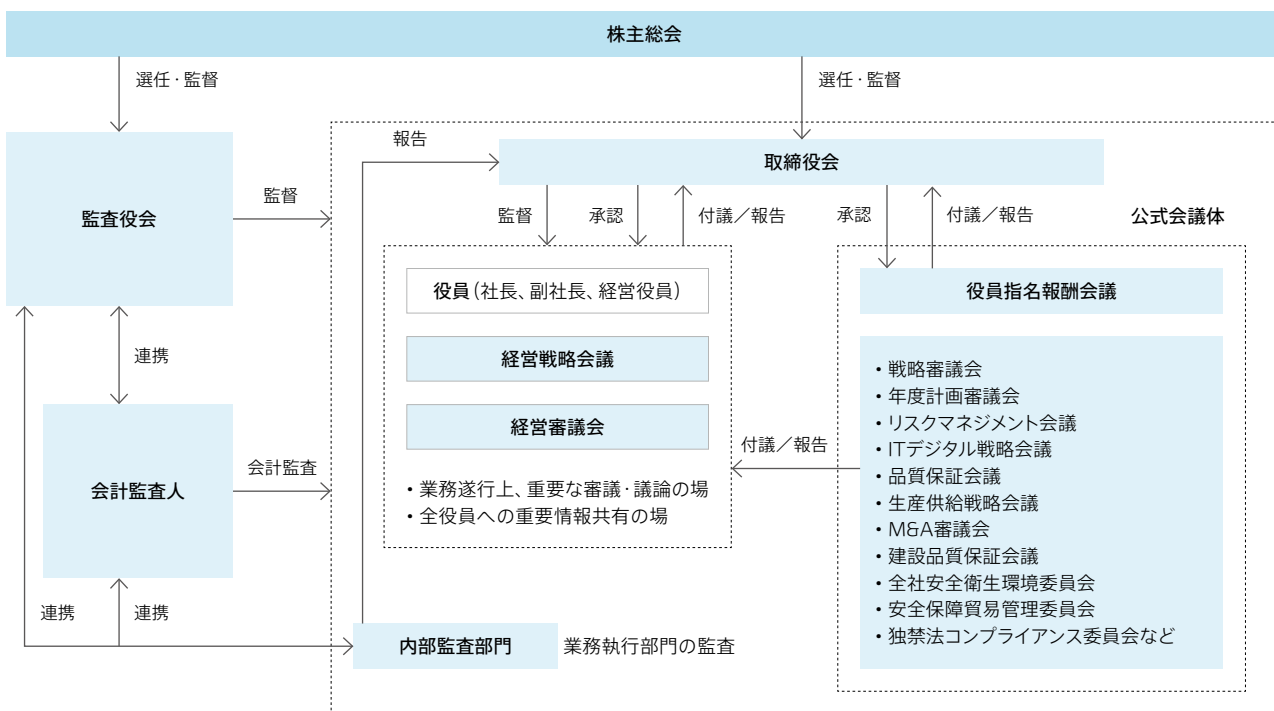 株主総会
選任・監督
選任・監督
報告
取締役会
監査役会
監督
監督
承認
付議／報告
承認
付議／報告
公式会議体
役員（社長、副社長、経営役員）
役員指名報酬会議
連携
経営戦略会議
経営審議会
・戦略審議会
・年度計画審議会
・リスクマネジメント会議
・ITデジタル戦略会議
・品質保証会議
・生産供給戦略会議
・M&A審議会
・建設品質保証会議
・全社安全衛生環境委員会
・安全保障貿易管理委員会
・独禁法コンプライアンス委員会など
付議／報告
会計監査人
会計監査
・業務遂行上、重要な審議・議論の場
・全役員への重要情報共有の場
連携
連携
内部監査部門
業務執行部門の監査